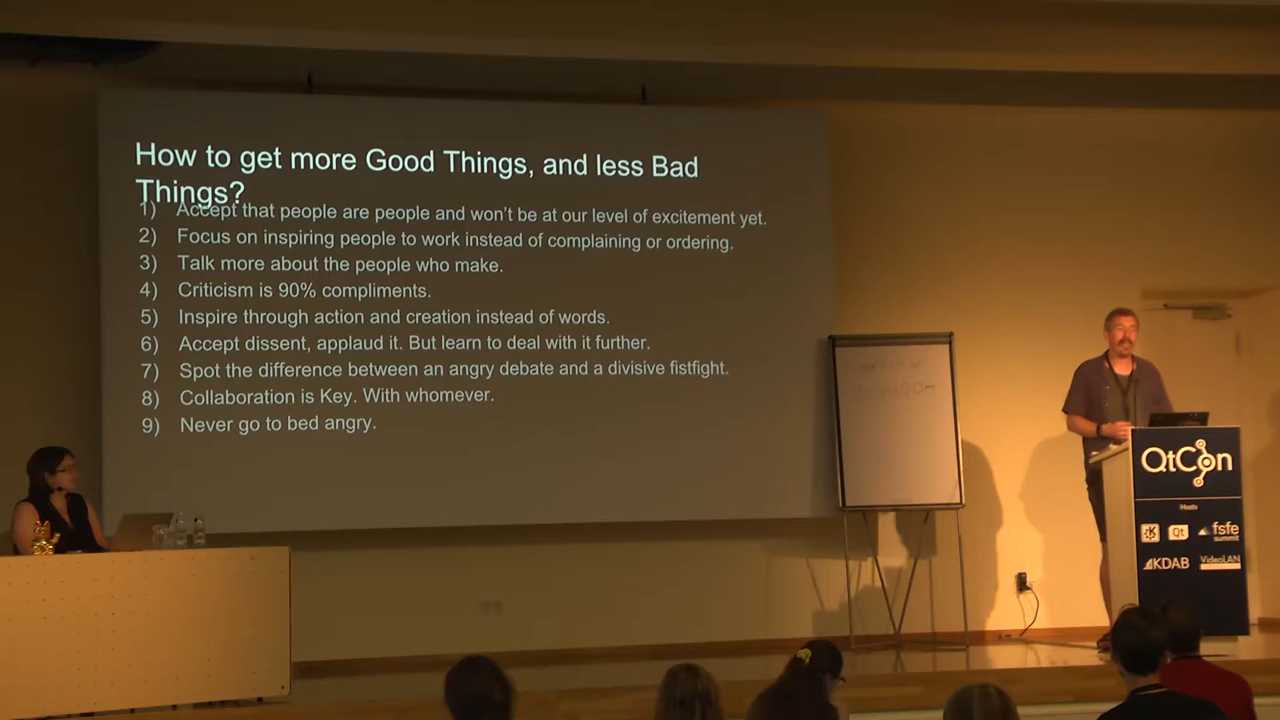 How to get more Good Things, and less Bad
Things?
1) Accept that people are people and won't be at our level of excitement yet.
2) Focus on inspiring people to work instead of complaining or ordering.
3) Talk more about the people who make.
4) Criticism is 90% compliments.
5) Inspire through action and creation instead of words.
6) Accept dissent, applaud it. But learn to deal with it further.
7) Spot the difference between an angry debate and a divisive fistfight.
8) Collaboration is Key. With whomever.
9) Never go to bed angry.
QtCon
Hosts
Qt fsfe
summit
KDAB VideoLAN